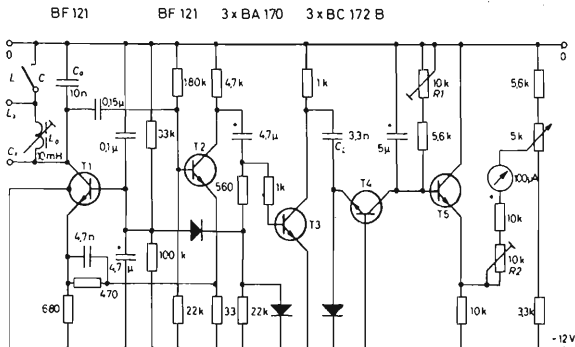 BF 121 BF 121 3 x BA 170 3 x BC 172 B
0 0
L C C₀ 10n 180k 4,7k 1k 10k R1 5,6k
Lₓ 0,15µ
0,1µ 33k 4,7µ 3,3n C₂ 5µ 5,6k 5k
L₀ 10mH T2 100µA
Cₓ T1 560 1k T4
T3 T5 10k
4,7n 4,7µ 100 k 10k R2
470
680 22k 33 22k 10k 3,3k
-12V